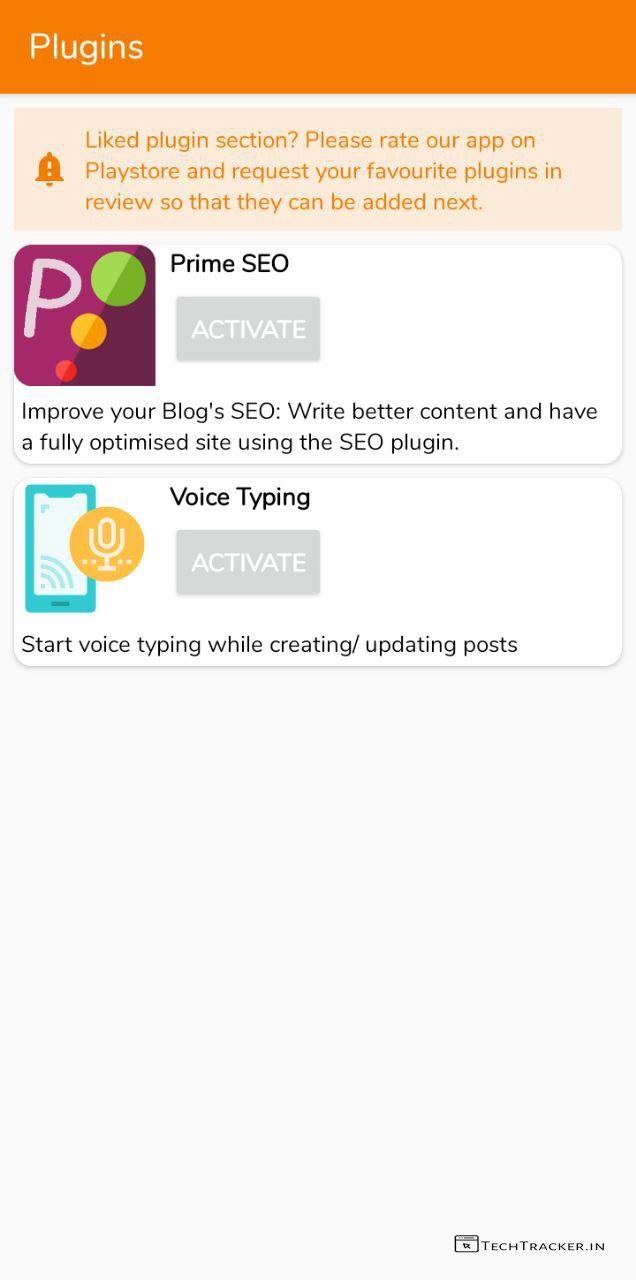 Plugins
Liked plugin section? Please rate our app on
Playstore and request your favourite plugins in
review so that they can be added next.
P
Prime SEO
ACTIVATE
Improve your Blog's SEO: Write better content and have
a fully optimised site using the SEO plugin.
Voice Typing
ACTIVATE
Start voice typing while creating/ updating posts
TECHTRACKER.IN